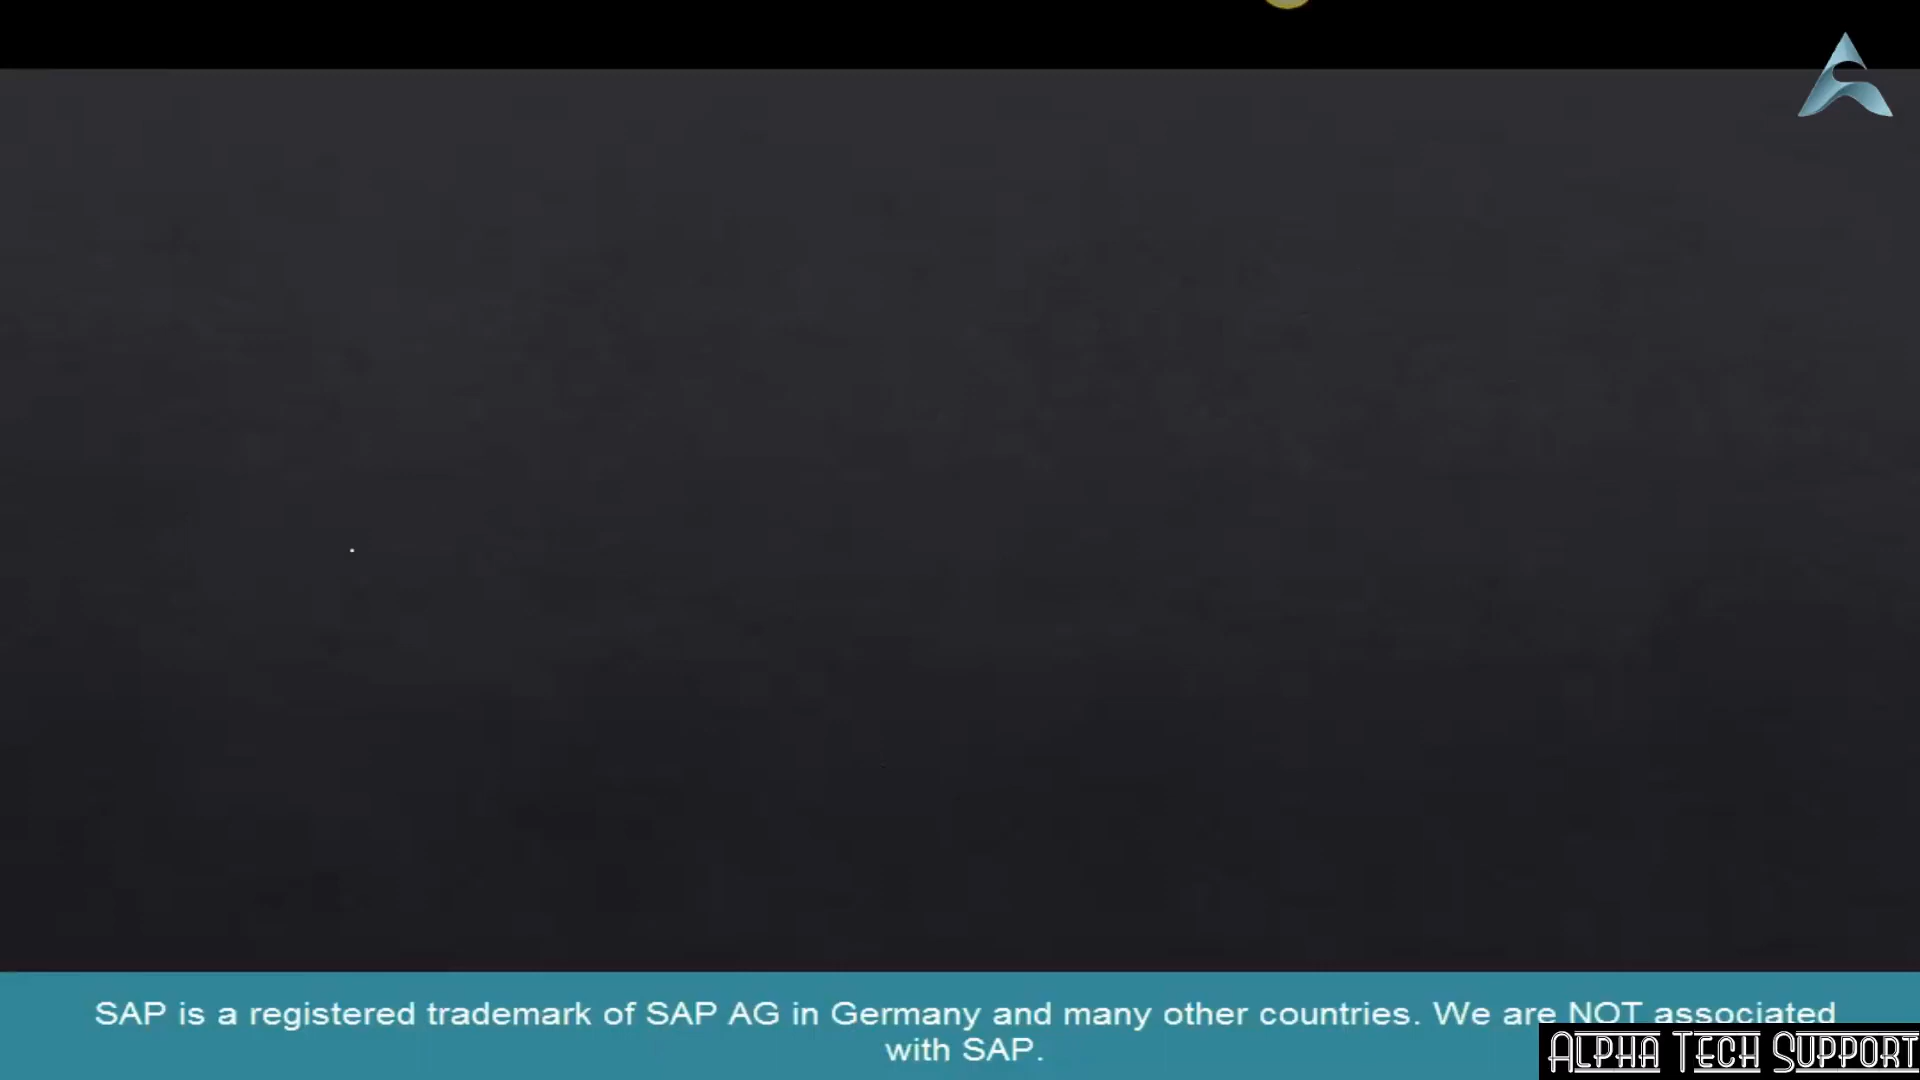 SAP is a registered trademark of SAP AG in Germany and many other countries. We are NOT associated
with SAP.
Alpha Tech Support